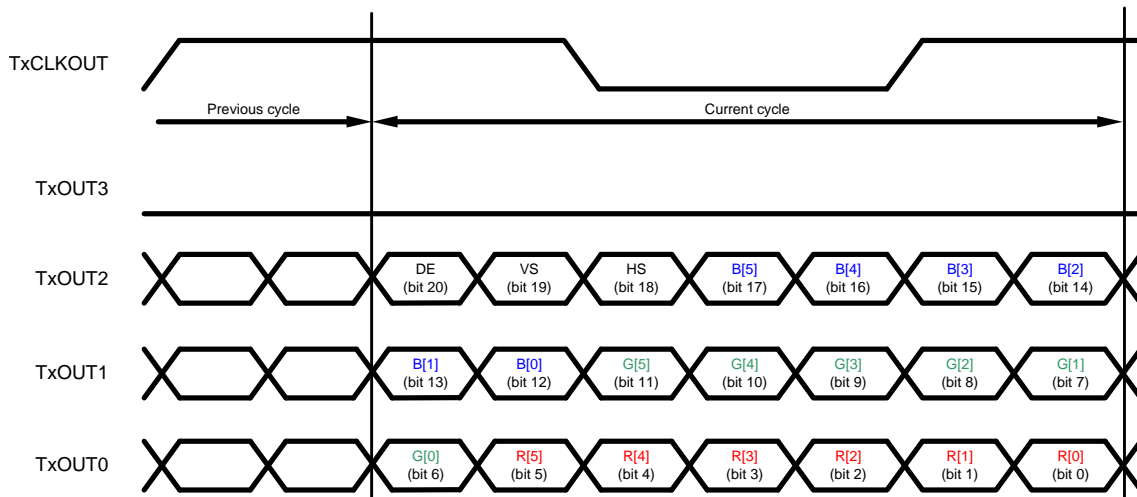 TxCLKOUT
Previous cycle
Current cycle
TxOUT3
TxOUT2
DE
(bit 20)
VS
(bit 19)
HS
(bit 18)
B[5]
(bit 17)
B[4]
(bit 16)
B[3]
(bit 15)
B[2]
(bit 14)
TxOUT1
B[1]
(bit 13)
B[0]
(bit 12)
G[5]
(bit 11)
G[4]
(bit 10)
G[3]
(bit 9)
G[2]
(bit 8)
G[1]
(bit 7)
TxOUT0
G[0]
(bit 6)
R[5]
(bit 5)
R[4]
(bit 4)
R[3]
(bit 3)
R[2]
(bit 2)
R[1]
(bit 1)
R[0]
(bit 0)